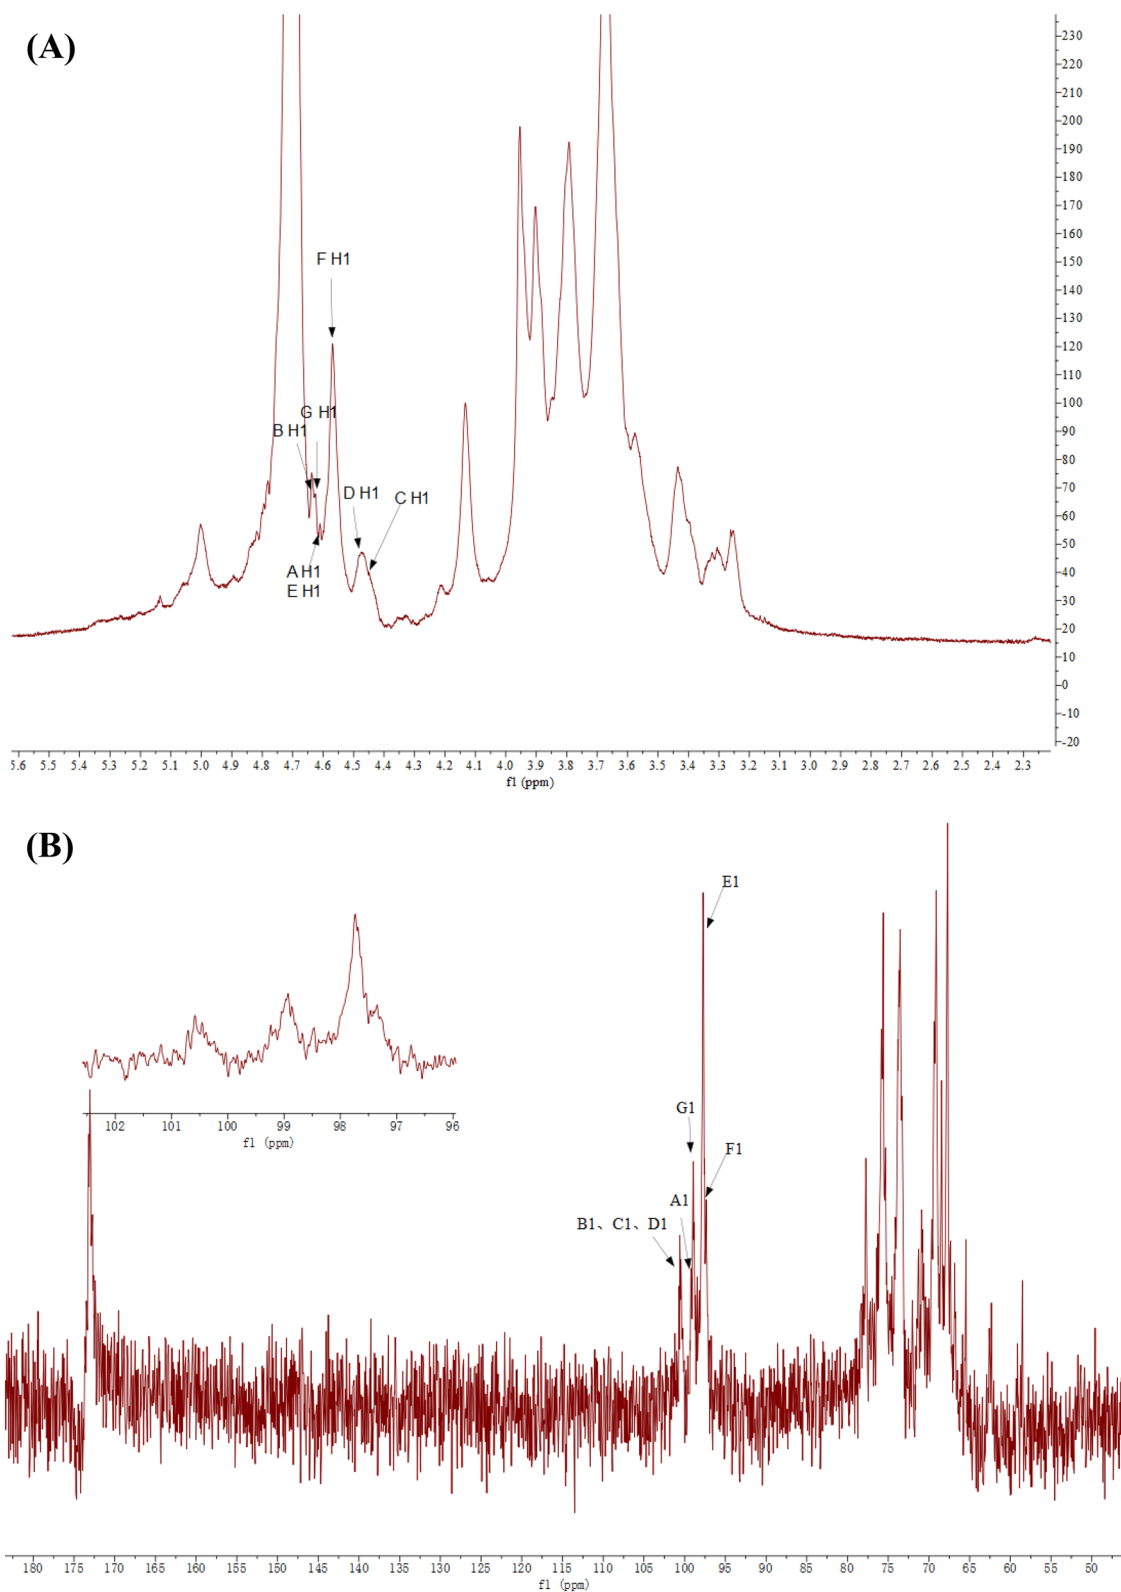 (A)
230
220
210
200
190
180
170
160
150
140
130
120
110
100
90
80
70
60
50
40
30
20
10
0
-10
-20
F H1
G H1
B H1
D H1
C H1
A H1
E H1
5.6 5.5 5.4 5.3 5.2 5.1 5.0 4.9 4.8 4.7 4.6 4.5 4.4 4.3 4.2 4.1 4.0 3.9 3.8 3.7 3.6 3.5 3.4 3.3 3.2 3.1 3.0 2.9 2.8 2.7 2.6 2.5 2.4 2.3
f1 (ppm)
(B)
E1
G1
F1
A1
B1、C1、D1
102 101 100 99 98 97 96
f1 (ppm)
180 175 170 165 160 155 150 145 140 135 130 125 120 115 110 105 100 95 90 85 80 75 70 65 60 55 50
f1 (ppm)